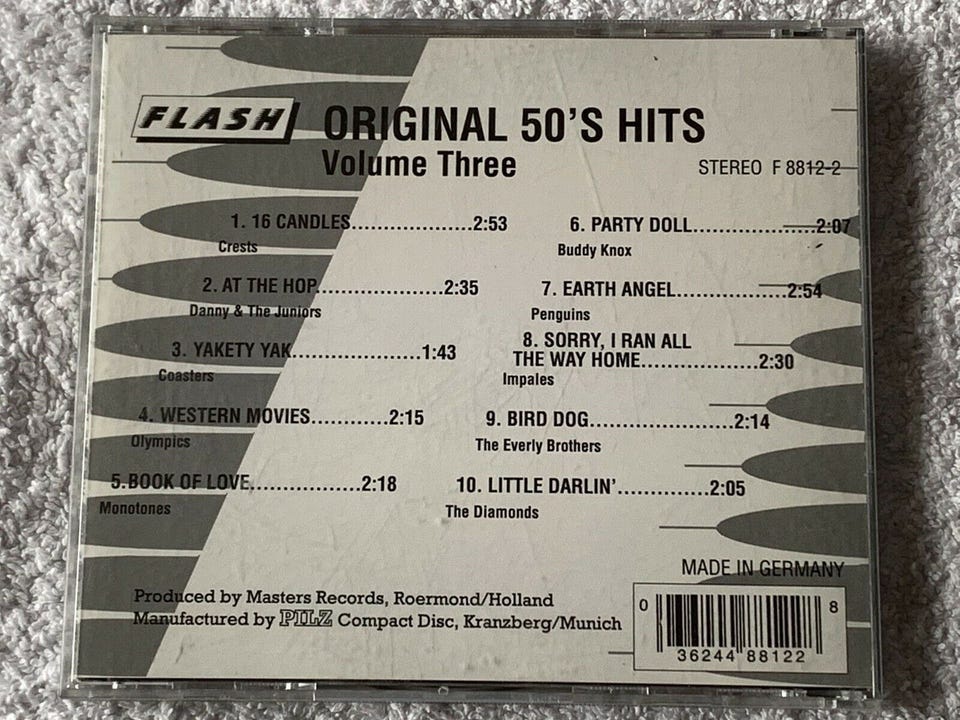 FLASH
ORIGINAL 50'S HITS
Volume Three
STEREO F 8812-2
1. 16 CANDLES....................2:53
Crests
2. AT THE HOP.....................2:35
Danny & The Juniors
3. YAKETY YAK.....................1:43
Coasters
4. WESTERN MOVIES............2:15
Olympics
5.BOOK OF LOVE.................2:18
Monotones
6. PARTY DOLL....................2:07
Buddy Knox
7. EARTH ANGEL.................2:54
Penguins
8. SORRY, I RAN ALL
THE WAY HOME..................2:30
Impales
9. BIRD DOG.......................2:14
The Everly Brothers
10. LITTLE DARLIN'..............2:05
The Diamonds
MADE IN GERMANY
Produced by Masters Records, Roermond/Holland
Manufactured by PILZ Compact Disc, Kranzberg/Munich
0 36244 88122 8